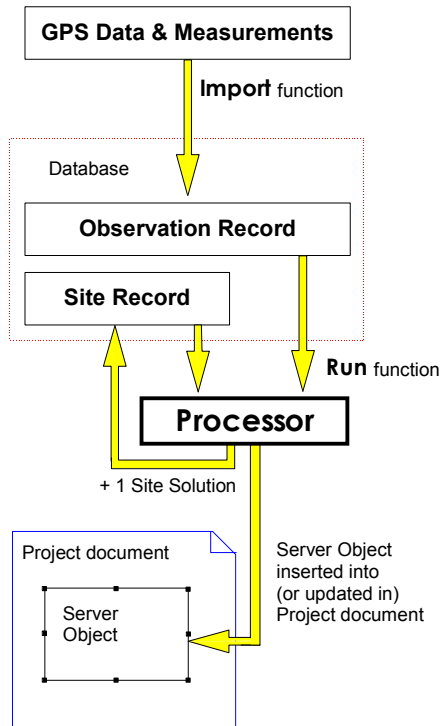 GPS Data & Measurements
Import function
Database
Observation Record
Site Record
Run function
Processor
+ 1 Site Solution
Project document
Server
Object
Server Object
inserted into
(or updated in)
Project document